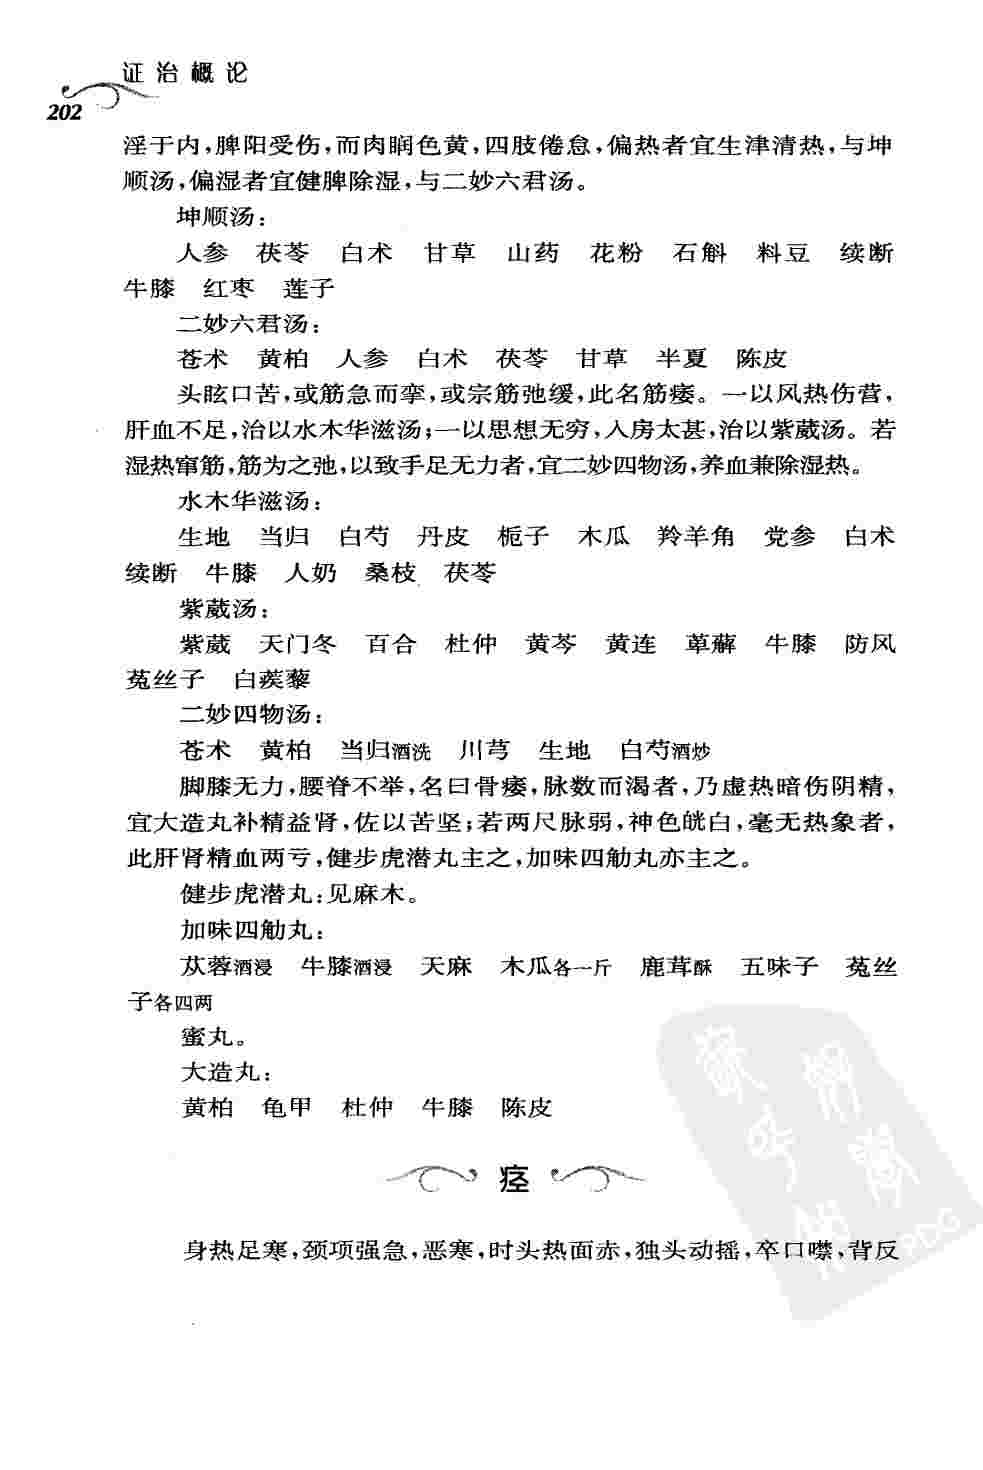 证治概论
202
淫于内，脾阳受伤，而肉瞤色黄，四肢倦怠，偏热者宜生津清热，与坤
顺汤，偏湿者宜健脾除湿，与二妙六君汤。
坤顺汤：
人参 茯苓 白术 甘草 山药 花粉 石斛 料豆 续断
牛膝 红枣 莲子
二妙六君汤：
苍术 黄柏 人参 白术 茯苓 甘草 半夏 陈皮
头眩口苦，或筋急而挛，或宗筋弛缓，此名筋痿。一以风热伤营，
肝血不足，治以水木华滋汤；一以思想无穷，入房太甚，治以紫葳汤。若
湿热窜筋，筋为之弛，以致手足无力者，宜二妙四物汤，养血兼除湿热。
水木华滋汤：
生地 当归 白芍 丹皮 栀子 木瓜 羚羊角 党参 白术
续断 牛膝 人奶 桑枝 茯苓
紫葳汤：
紫葳 天门冬 百合 杜仲 黄芩 黄连 萆薢 牛膝 防风
菟丝子 白蒺藜
二妙四物汤：
苍术 黄柏 当归酒洗 川芎 生地 白芍酒炒
脚膝无力，腰脊不举，名曰骨痿，脉数而渴者，乃虚热暗伤阴精，
宜大造丸补精益肾，佐以苦坚；若两尺脉弱，神色㿠白，毫无热象者，
此肝肾精血两亏，健步虎潜丸主之，加味四觔丸亦主之。
健步虎潜丸：见麻木。
加味四觔丸：
苁蓉酒浸 牛膝酒浸 天麻 木瓜各一斤 鹿茸酥 五味子 菟丝
子各四两
蜜丸。
大造丸：
黄柏 龟甲 杜仲 牛膝 陈皮
痉
身热足寒，颈项强急，恶寒，时头热面赤，独头动摇，卒口噤，背反
PDG